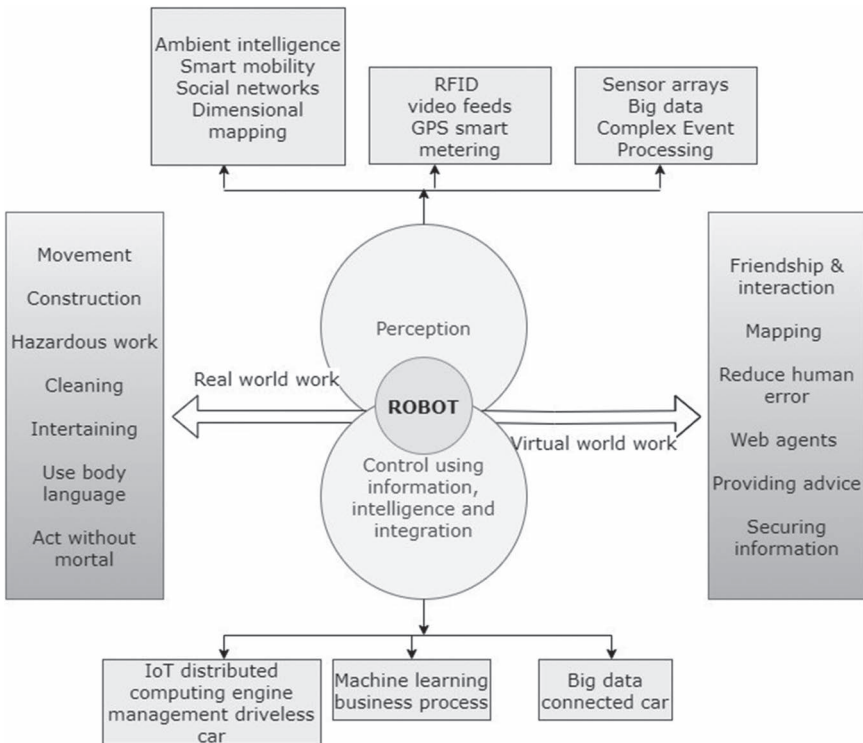 Ambient intelligence
Smart mobility
Social networks
Dimensional
mapping
RFID
video feeds
GPS smart
metering
Sensor arrays
Big data
Complex Event
Processing
Movement
Construction
Hazardous work
Cleaning
Intertaining
Use body
language
Act without
mortal
Perception
Real world work
ROBOT
Virtual world work
Control using
information,
intelligence and
integration
Friendship &
interaction
Mapping
Reduce human
error
Web agents
Providing advice
Securing
information
IoT distributed
computing engine
management driveless
car
Machine learning
business process
Big data
connected car